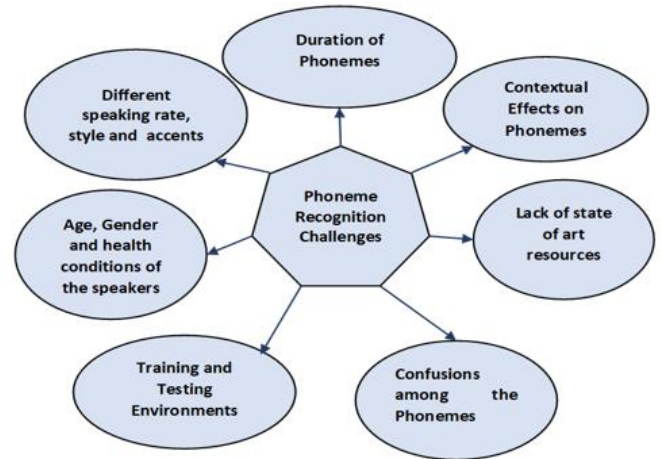 Duration of
Phonemes
Different
speaking rate,
style and accents
Contextual
Effects on
Phonemes
Phoneme
Recognition
Challenges
Age, Gender
and health
conditions of
the speakers
Lack of state
of art
resources
Training and
Testing
Environments
Confusions
among the
Phonemes